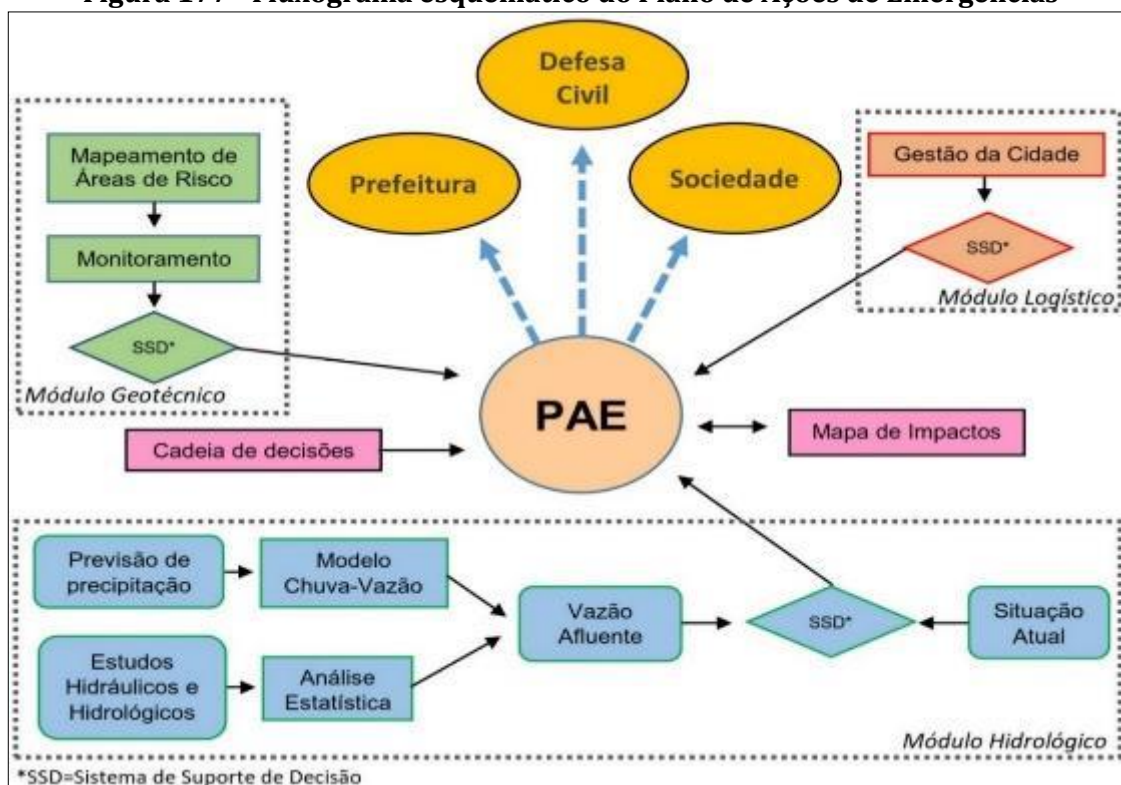 Defesa
Civil
Prefeitura
Sociedade
Mapeamento de
Áreas de Risco
Monitoramento
SSD*
Módulo Geotécnico
Gestão da Cidade
SSD*
Módulo Logístico
PAE
Cadeia de decisões
Mapa de Impactos
Previsão de
precipitação
Modelo
Chuva-Vazão
Estudos
Hidráulicos e
Hidrológicos
Análise
Estatística
Vazão
Afluente
SSD*
Situação
Atual
Módulo Hidrológico
*SSD=Sistema de Suporte de Decisão